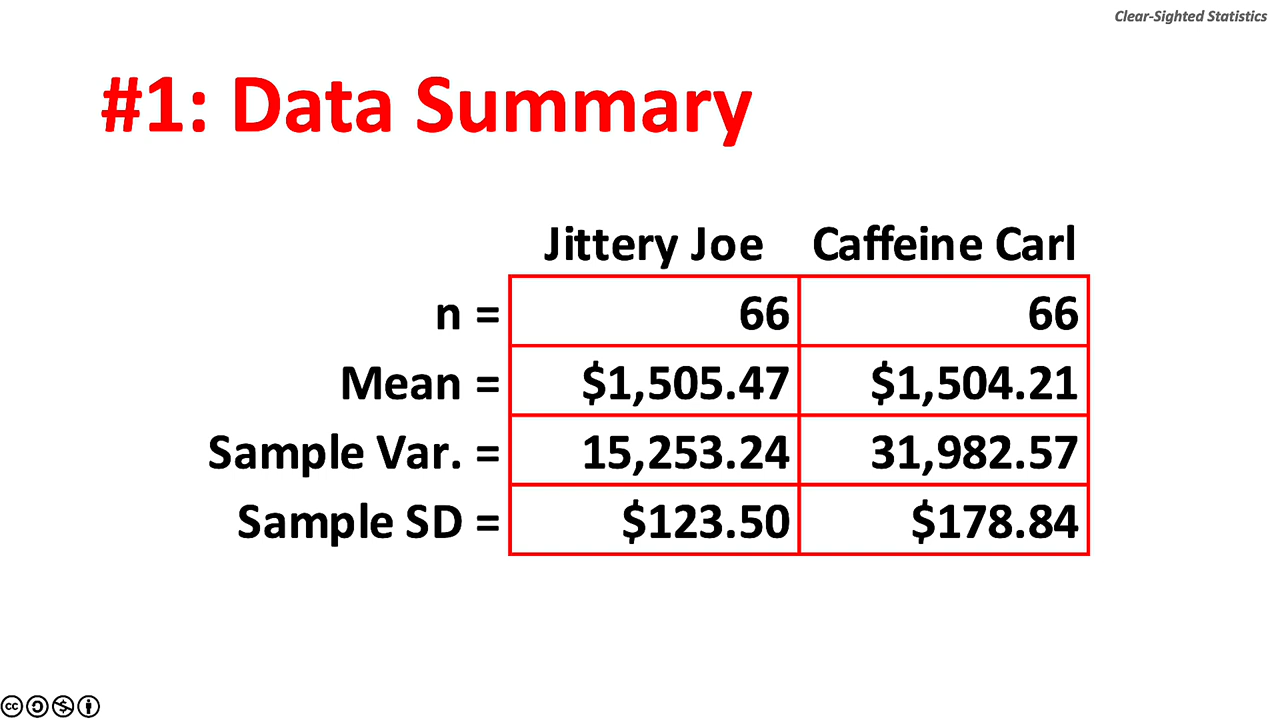 Clear-Sighted Statistics
#1: Data Summary
Jittery Joe Caffeine Carl
n = 66 66
Mean = $1,505.47 $1,504.21
Sample Var. = 15,253.24 31,982.57
Sample SD = $123.50 $178.84
cc